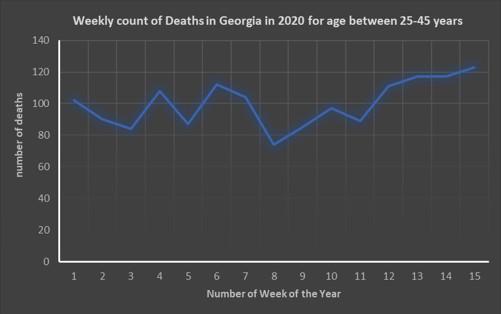 Weekly count of Deaths in Georgia in 2020 for age between 25-45 years
140
120
100
80
60
40
20
0
number of deaths
1 2 3 4 5 6 7 8 9 10 11 12 13 14 15
Number of Week of the Year